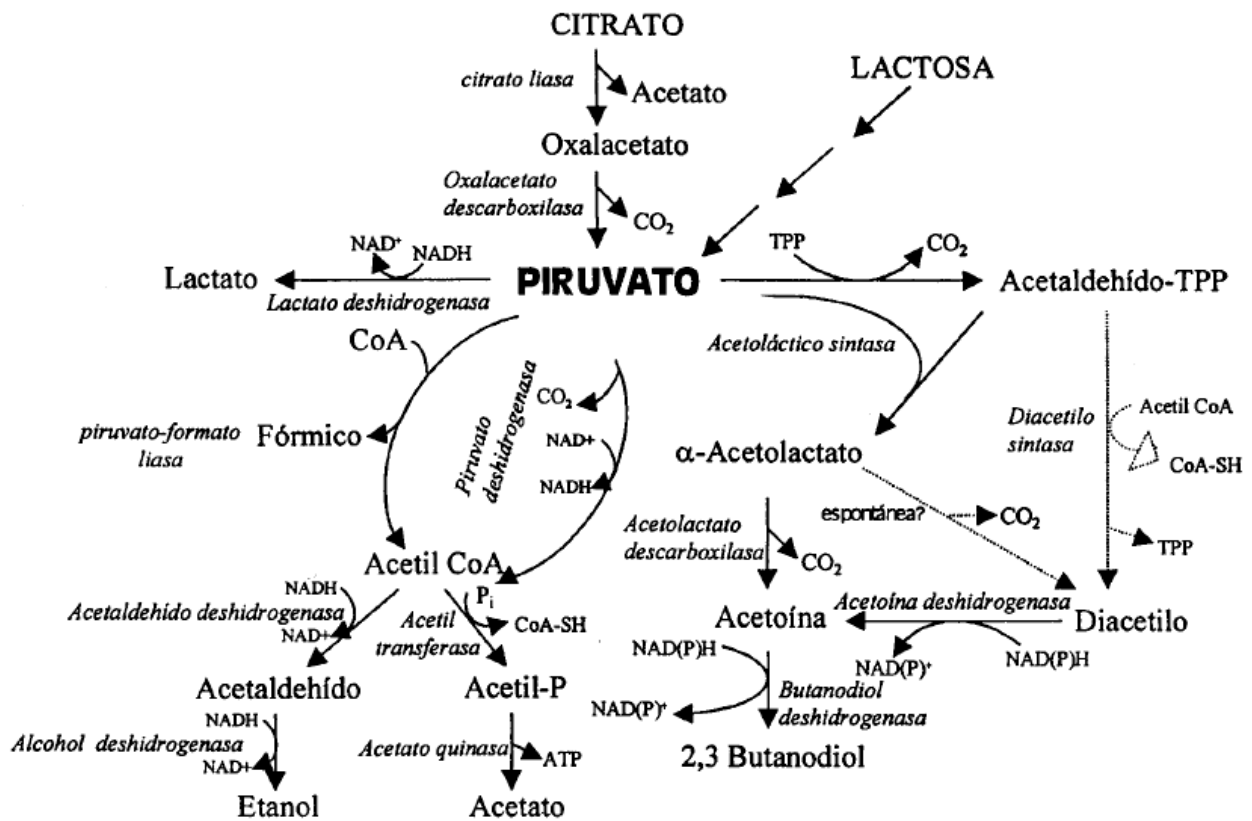 CITRATO
citrato liasa
Acetato
LACTOSA
Oxalacetato
Oxalacetato
descarboxilasa
CO₂
NAD⁺
NADH
TPP
CO₂
Lactato
PIRUVATO
Acetaldehído-TPP
Lactato deshidrogenasa
CoA
Acetoláctico sintasa
Piruvato
deshidrogenasa
CO₂
NAD+
NADH
piruvato-formato
liasa
Fórmico
Diacetilo
sintasa
Acetil CoA
CoA-SH
α-Acetolactato
espontánea?
CO₂
Acetolactato
descarboxilasa
CO₂
TPP
Acetil CoA
NADH
Acetaldehído deshidrogenasa
NAD+
Pi
CoA-SH
Acetil
transferasa
Acetoína
Acetoína deshidrogenasa
Diacetilo
NAD(P)⁺
NAD(P)H
NAD(P)H
NAD(P)⁺
Butanodiol
deshidrogenasa
Acetaldehído
Acetil-P
NADH
Alcohol deshidrogenasa
NAD+
Acetato quinasa
ATP
2,3 Butanodiol
Etanol
Acetato